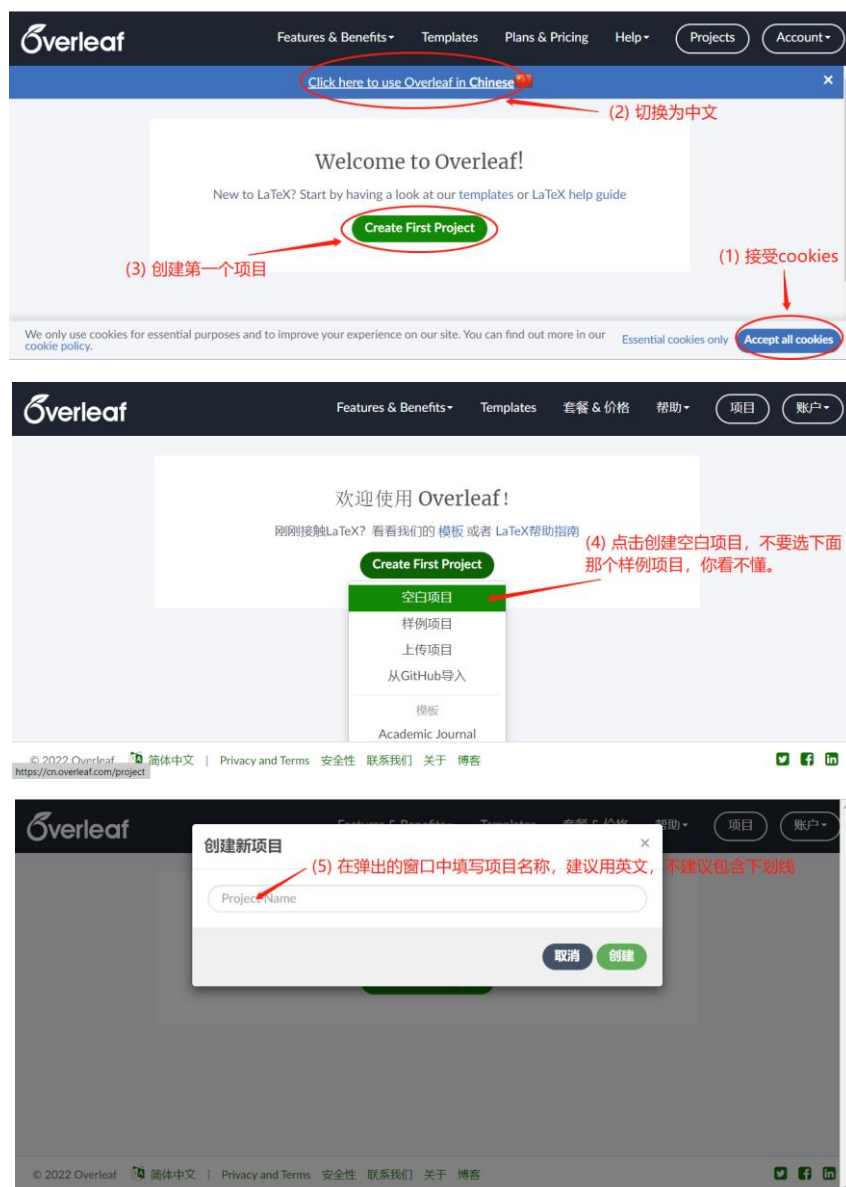 Overleaf
Features & Benefits Templates Plans & Pricing Help Projects Account
Click here to use Overleaf in Chinese ×
(2) 切换为中文
Welcome to Overleaf!
New to LaTeX? Start by having a look at our templates or LaTeX help guide
Create First Project
(3) 创建第一个项目
(1) 接受cookies
We only use cookies for essential purposes and to improve your experience on our site. You can find out more in our
cookie policy.
Essential cookies only Accept all cookies
Overleaf
Features & Benefits Templates 套餐 & 价格 帮助 项目 账户
欢迎使用 Overleaf!
刚刚接触LaTeX? 看看我们的 模板 或者 LaTeX帮助指南
(4) 点击创建空白项目，不要选下面
那个样例项目，你看不懂。
Create First Project
空白项目
样例项目
上传项目
从GitHub导入
模板
Academic Journal
© 2022 Overleaf 简体中文 | Privacy and Terms 安全性 联系我们 关于 博客
https://cn.overleaf.com/project
Overleaf
Features & Benefits Templates 套餐 & 价格 帮助 项目 账户
创建新项目 ×
(5) 在弹出的窗口中填写项目名称，建议用英文，不建议包含下划线
Project Name
取消 创建
© 2022 Overleaf 简体中文 | Privacy and Terms 安全性 联系我们 关于 博客